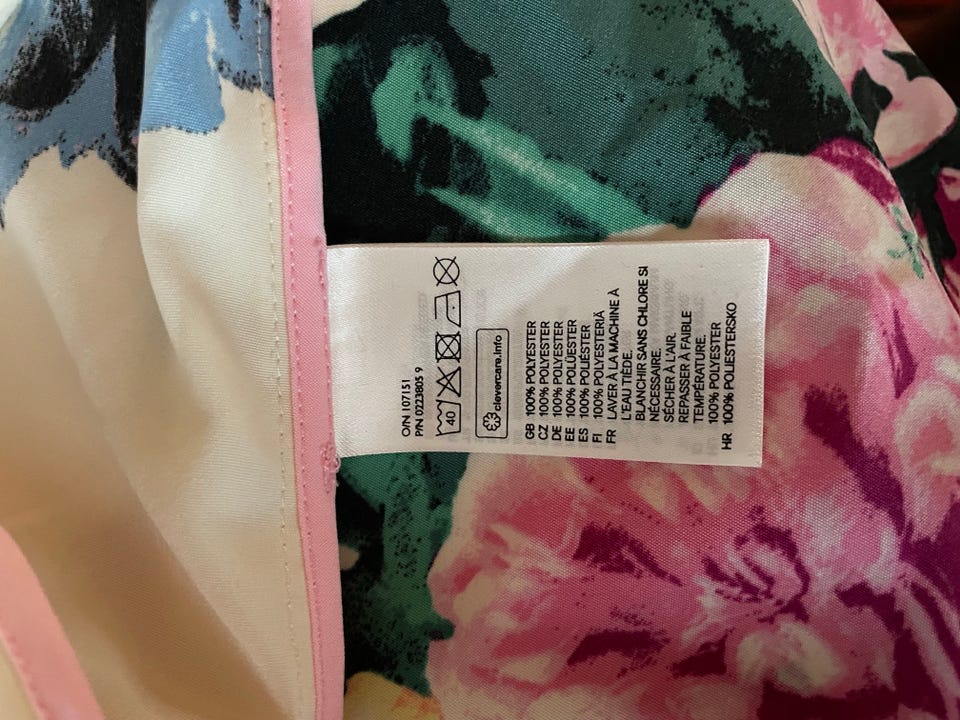 O/N 107151
P/N 0223805 9
40
clevercare.info
GB 100% POLYESTER
CZ 100% POLYESTER
DE 100% POLYESTER
EE 100% POLÜESTER
ES 100% POLIÉSTER
FI 100% POLYESTERIÄ
FR LAVER À LA MACHINE À
L'EAU TIÈDE.
BLANCHIR SANS CHLORE SI
NÉCESSAIRE.
SÉCHER À L'AIR.
REPASSER À FAIBLE
TEMPÉRATURE.
100% POLYESTER
HR 100% POLIESTERSKO